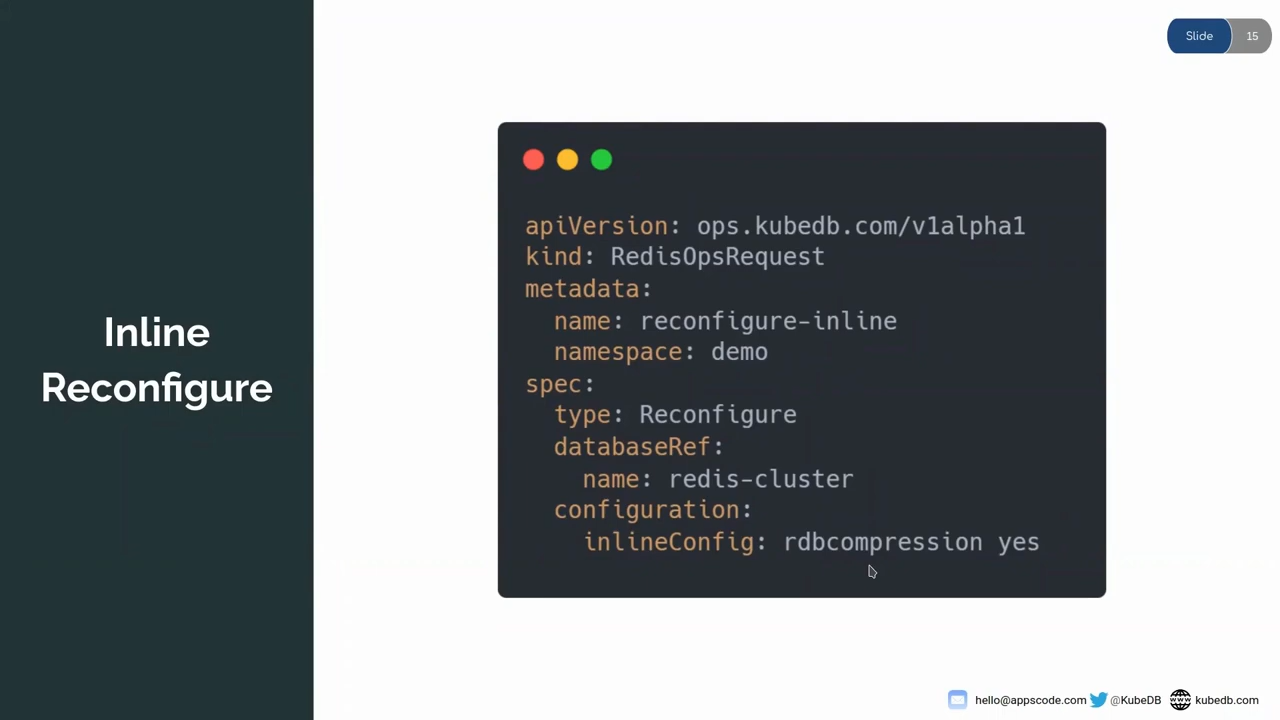 Slide 15
Inline
Reconfigure
apiVersion: ops.kubedb.com/v1alpha1
kind: RedisOpsRequest
metadata:
  name: reconfigure-inline
  namespace: demo
spec:
  type: Reconfigure
  databaseRef:
    name: redis-cluster
  configuration:
    inlineConfig: rdbcompression yes
hello@appscode.com @KubeDB kubedb.com